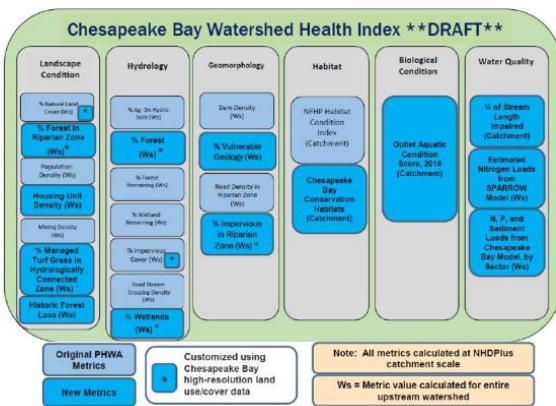 Chesapeake Bay Watershed Health Index **DRAFT**
Landscape
Condition
% Natural Land
Cover (Ws)
*
% Forest in
Riparian Zone
(Ws)*
Population
Density (Ws)
Housing Unit
Density (Ws)
Mining Density
(Ws)
% Managed
Turf Grass in
Hydrologically
Connected
Zone (Ws)*
Historic Forest
Loss (Ws)
Hydrology
% Ag. On Hydric
Soils (Ws)
% Forest
(Ws) *
% Forest
Remaining (Ws)
% Wetland
Remaining (Ws)
% Impervious
Cover (Ws)
*
Road Stream
Crossing Density
(Ws)
% Wetlands
(Ws) *
Geomorphology
Dam Density
(Ws)
% Vulnerable
Geology (Ws)
Road Density in
Riparian Zone
(Ws)
% Impervious
in Riparian
Zone (Ws) *
Habitat
NFHP Habitat
Condition
Index
(Catchment)
Chesapeake
Bay
Conservation
Habitats
(Catchment)
Biological
Condition
Outlet Aquatic
Condition
Score, 2016
(Catchment)
Water Quality
% of Stream
Length
Impaired
(Catchment)
Estimated
Nitrogen Loads
from
SPARROW
Model (Ws)
N, P, and
Sediment
Loads from
Chesapeake
Bay Model, by
Sector (Ws)
Original PHWA
Metrics
New Metrics
*
Customized using
Chesapeake Bay
high-resolution land
use/cover data
Note: All metrics calculated at NHDPlus
catchment scale
Ws = Metric value calculated for entire
upstream watershed